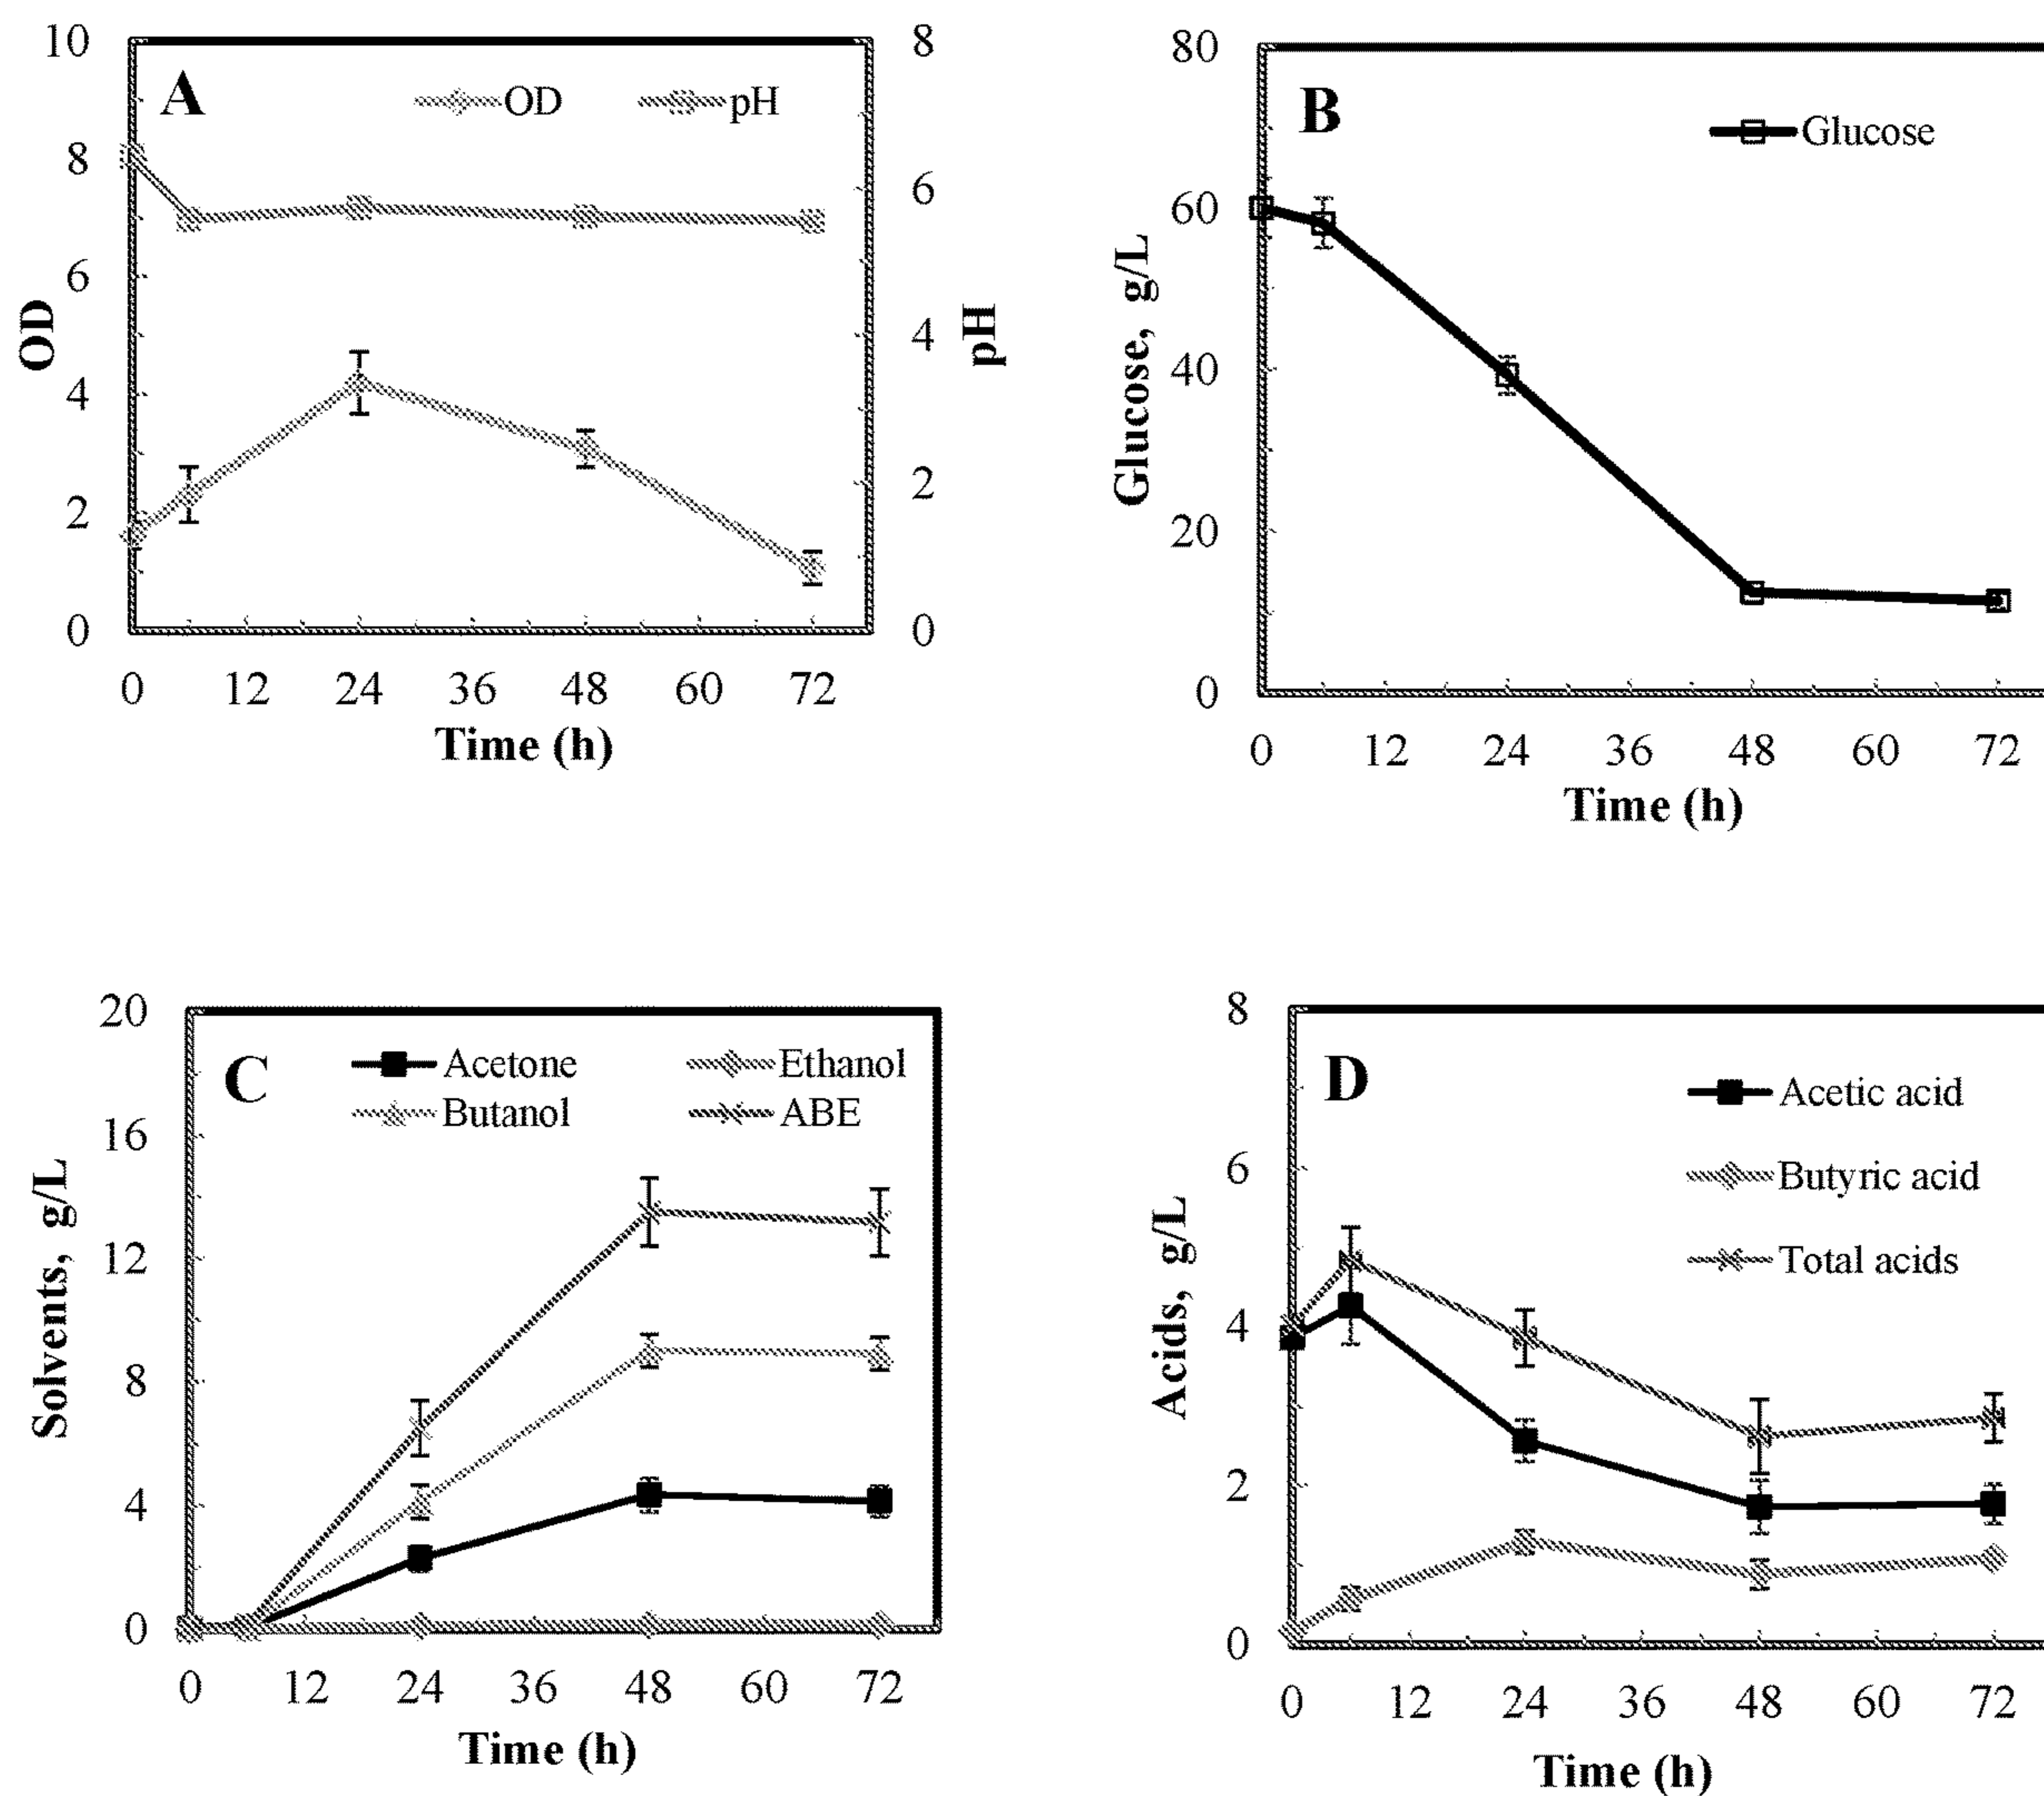 A
OD pH
10
8
6
4
2
0
OD
8
6
4
2
0
pH
0 12 24 36 48 60 72
Time (h)
B
Glucose
80
60
40
20
0
Glucose, g/L
0 12 24 36 48 60 72
Time (h)
C
Acetone Ethanol
Butanol ABE
20
16
12
8
4
0
Solvents, g/L
0 12 24 36 48 60 72
Time (h)
D
Acetic acid
Butyric acid
Total acids
8
6
4
2
0
Acids, g/L
0 12 24 36 48 60 72
Time (h)